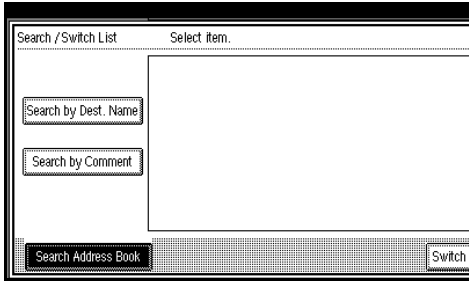 Search / Switch List Select item.
Search by Dest. Name
Search by Comment
Search Address Book Switch